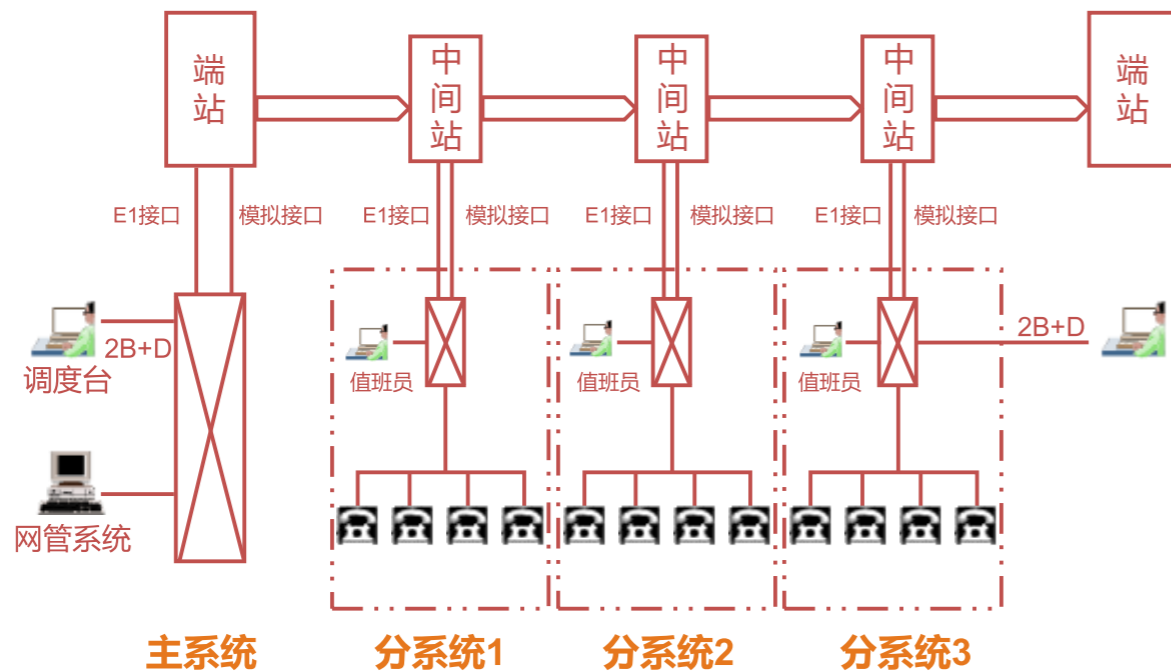 端站
中间站
中间站
中间站
端站
E1接口
模拟接口
E1接口
模拟接口
E1接口
模拟接口
E1接口
模拟接口
2B+D
调度台
值班员
值班员
值班员
2B+D
网管系统
主系统
分系统1
分系统2
分系统3